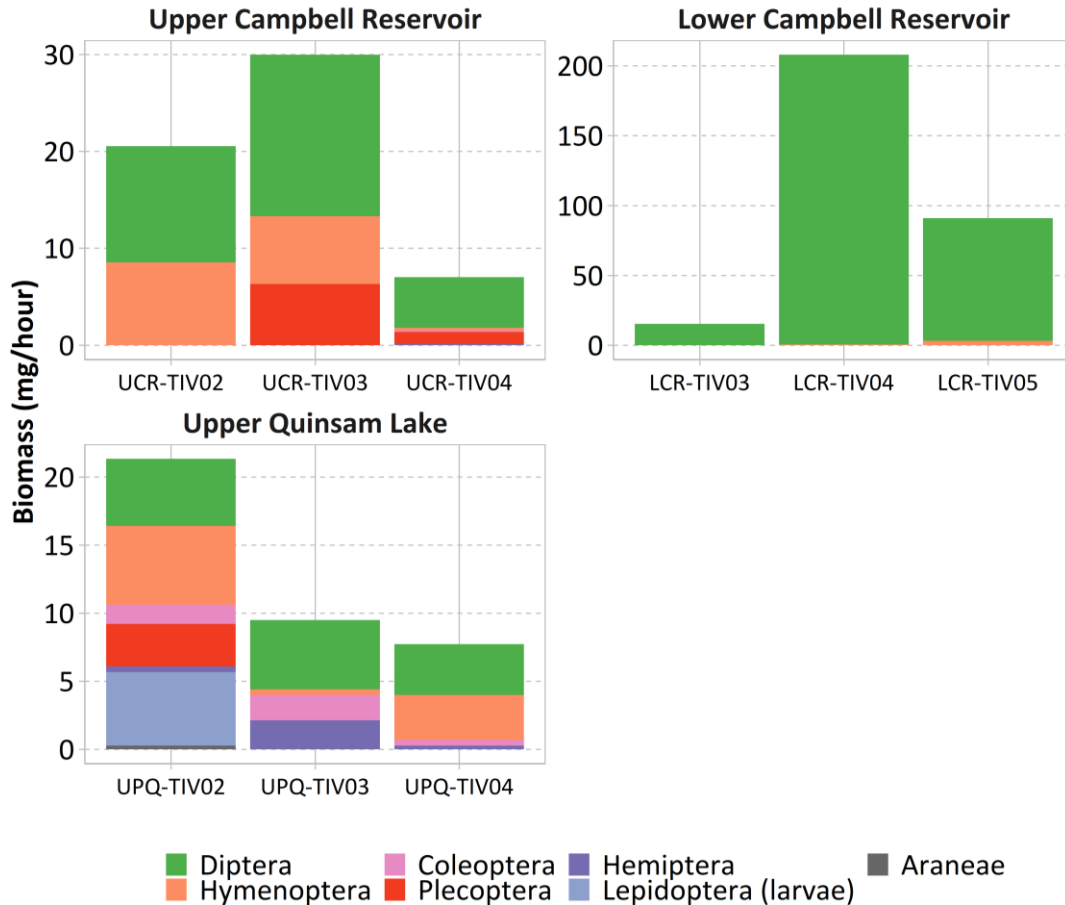 Upper Campbell Reservoir
Lower Campbell Reservoir
Biomass (mg/hour)
30
20
10
0
UCR-TIV02 UCR-TIV03 UCR-TIV04
200
150
100
50
0
LCR-TIV03 LCR-TIV04 LCR-TIV05
Upper Quinsam Lake
20
15
10
5
0
UPQ-TIV02 UPQ-TIV03 UPQ-TIV04
Diptera Coleoptera Hemiptera Araneae
Hymenoptera Plecoptera Lepidoptera (larvae)